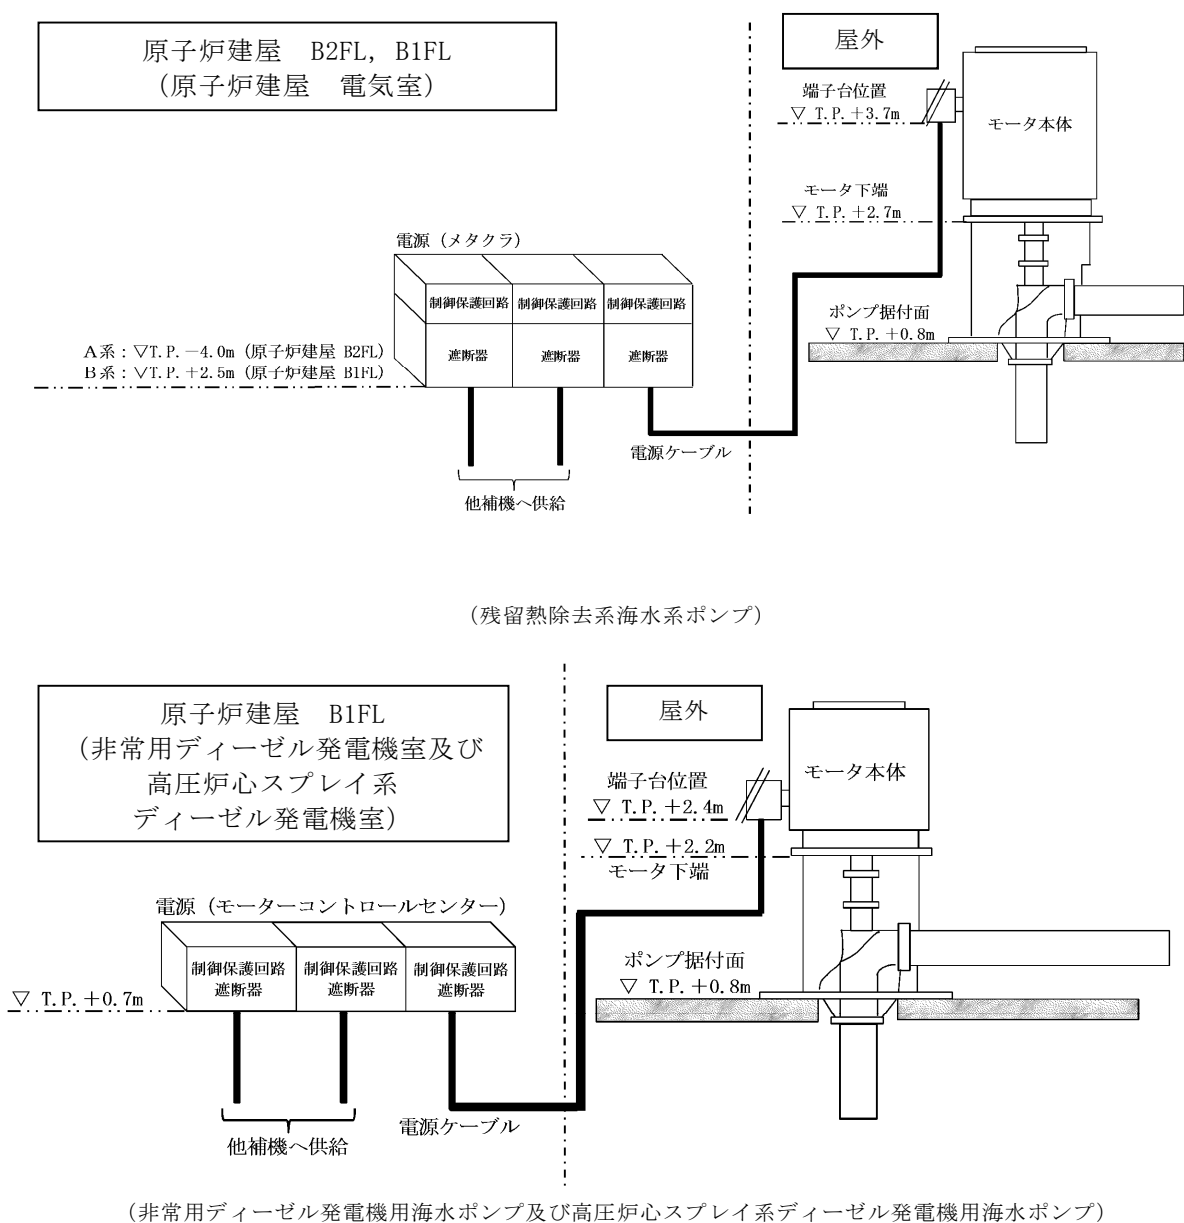 原子炉建屋　B2FL, B1FL
(原子炉建屋　電気室)
屋外
端子台位置
▽ T.P.+3.7m
モータ本体
モータ下端
▽ T.P.+2.7m
電源(メタクラ)
制御保護回路 制御保護回路 制御保護回路
遮断器 遮断器 遮断器
A系:▽T.P.-4.0m (原子炉建屋 B2FL)
B系:▽T.P.+2.5m (原子炉建屋 B1FL)
ポンプ据付面
▽ T.P.+0.8m
電源ケーブル
他補機へ供給
(残留熱除去系海水系ポンプ)
原子炉建屋　B1FL
(非常用ディーゼル発電機室及び
高圧炉心スプレイ系
ディーゼル発電機室)
屋外
端子台位置
▽ T.P.+2.4m
モータ本体
▽ T.P.+2.2m
モータ下端
電源(モーターコントロールセンター)
制御保護回路 制御保護回路 制御保護回路
遮断器 遮断器 遮断器
▽ T.P.+0.7m
ポンプ据付面
▽ T.P.+0.8m
電源ケーブル
他補機へ供給
(非常用ディーゼル発電機用海水ポンプ及び高圧炉心スプレイ系ディーゼル発電機用海水ポンプ)